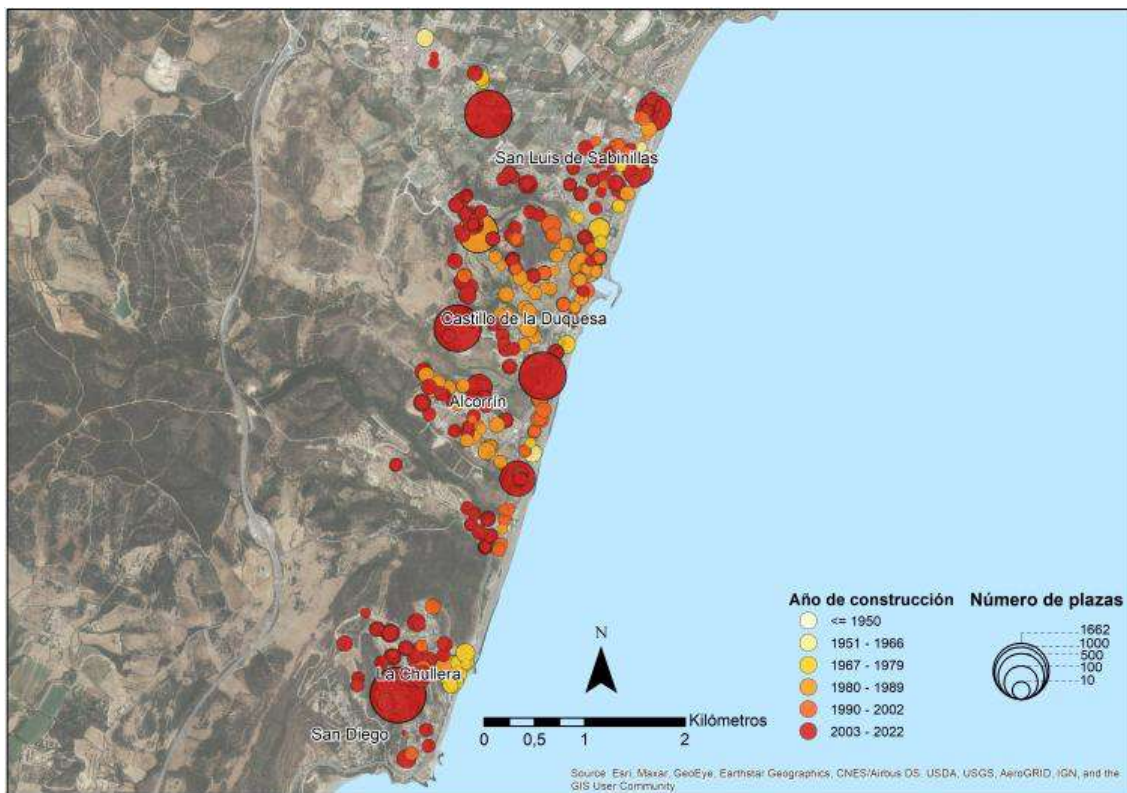 San Luis de Sabinillas
Castillo de la Duquesa
Alcorrín
La Chullera
San Diego
N
Kilómetros
0 0,5 1 2
Año de construcción
<= 1950
1951 - 1966
1967 - 1979
1980 - 1989
1990 - 2002
2003 - 2022
Número de plazas
1662
1000
500
100
10
Source: Esri, Maxar, GeoEye, Earthstar Geographics, CNES/Airbus DS, USDA, USGS, AeroGRID, IGN, and the
GIS User Community